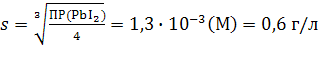 s = ∛(ПР(PbI₂)/4) = 1,3 · 10⁻³ (М) = 0,6 г/л